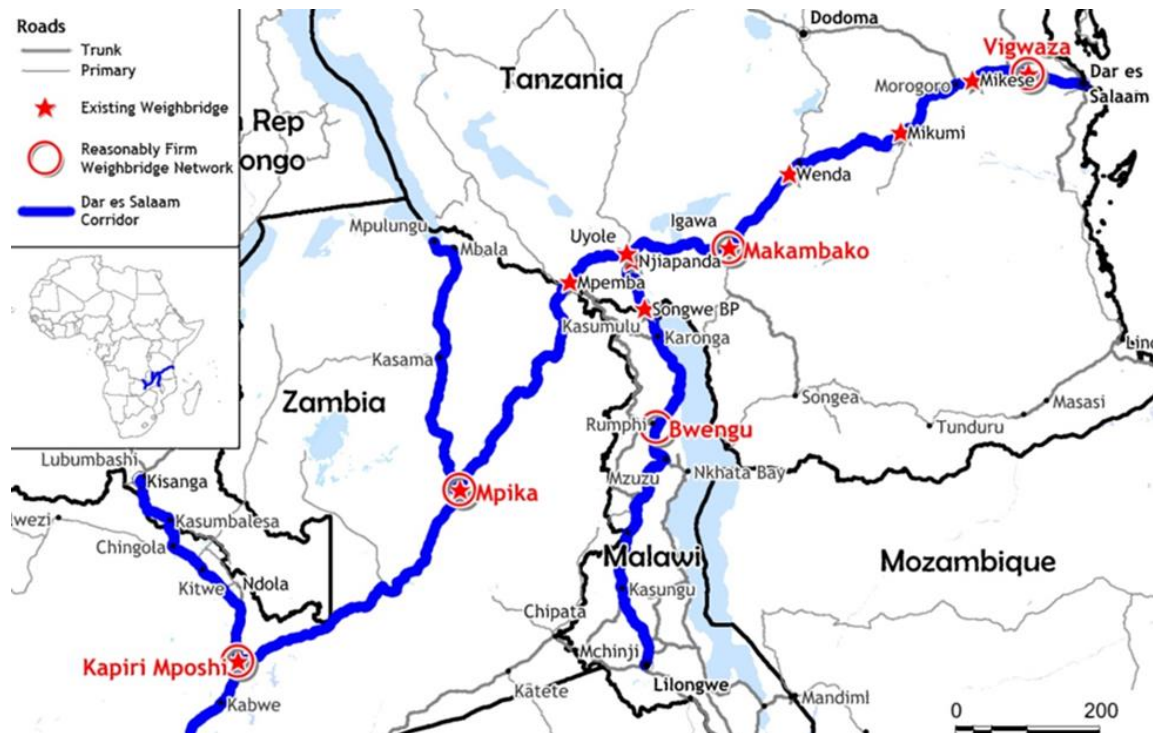 Roads
Trunk
Primary
Existing Weighbridge
Reasonably Firm
Weighbridge Network
Dar es Salaam
Corridor
Rep
ongo
Tanzania
Dodoma
Vigwaza
Morogoro
Mikese
Dar es
Salaam
Mikumi
Wenda
Igawa
Makambako
Uyole
Njiapanda
Mpulungu
Mbala
Mpemba
Songwe BP
Kasumulu
Karonga
Kasama
Zambia
Rumphi
Bwengu
Songea
Tunduru
Masasi
Lind
Mzuzu
Nkhata Bay
Lubumbashi
Kisanga
Mpika
lwezi
Kasumbalesa
Chingola
Kitwe
Ndola
Malawi
Mozambique
Kasungu
Chipata
Mchinji
Kapiri Mposhi
Lilongwe
Katete
Kabwe
Mandiml
0 200